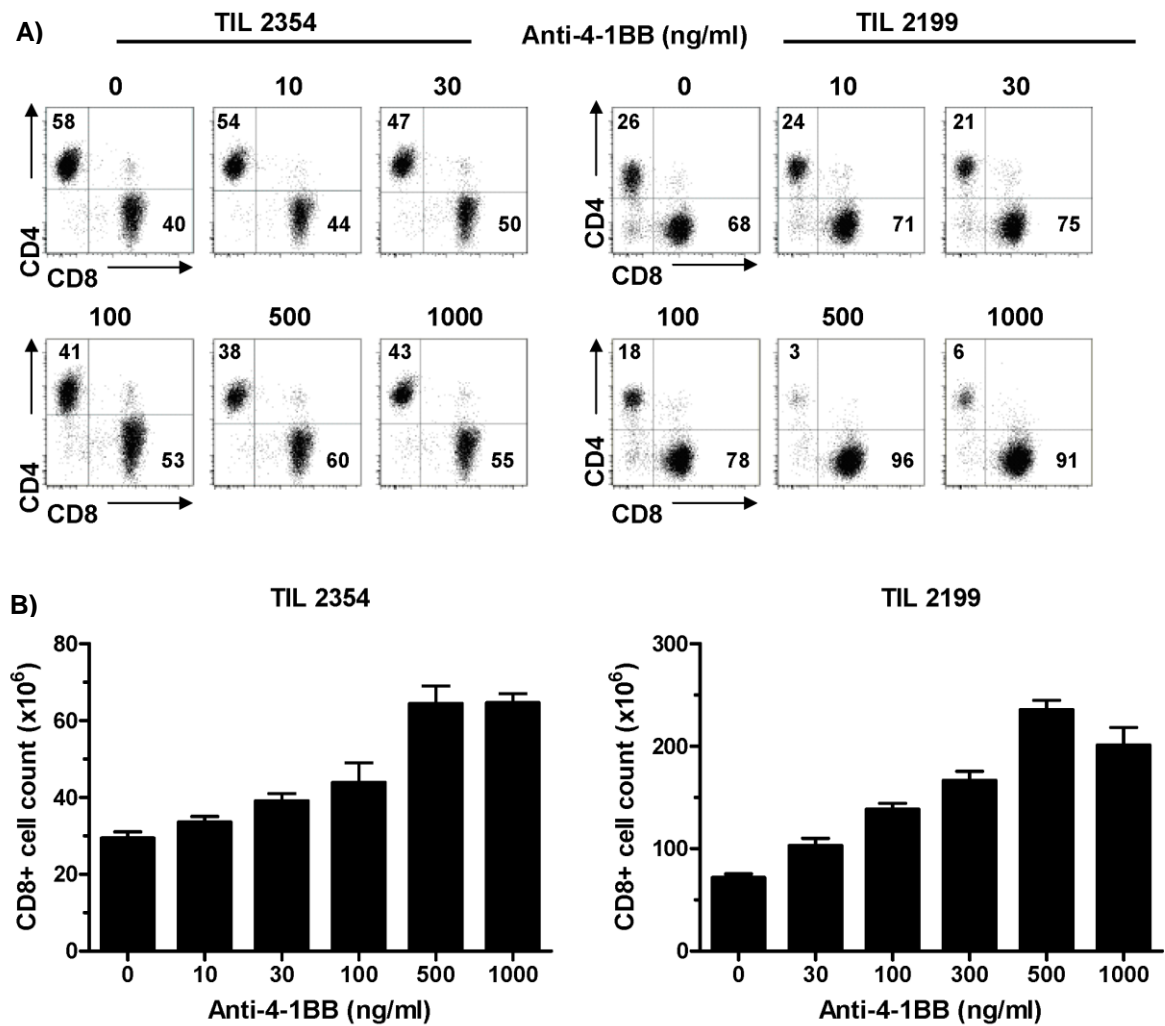 A)
TIL 2354
Anti-4-1BB (ng/ml)
TIL 2199
0 10 30 0 10 30
58 54 47 26 24 21
40 44 50 68 71 75
CD4 CD4
CD8 CD8
100 500 1000 100 500 1000
41 38 43 18 3 6
53 60 55 78 96 91
CD4 CD4
CD8 CD8
B)
TIL 2354
80
60
40
20
0
CD8+ cell count (x10⁶)
0 10 30 100 500 1000
Anti-4-1BB (ng/ml)
TIL 2199
300
200
100
0
CD8+ cell count (x10⁶)
0 30 100 300 500 1000
Anti-4-1BB (ng/ml)